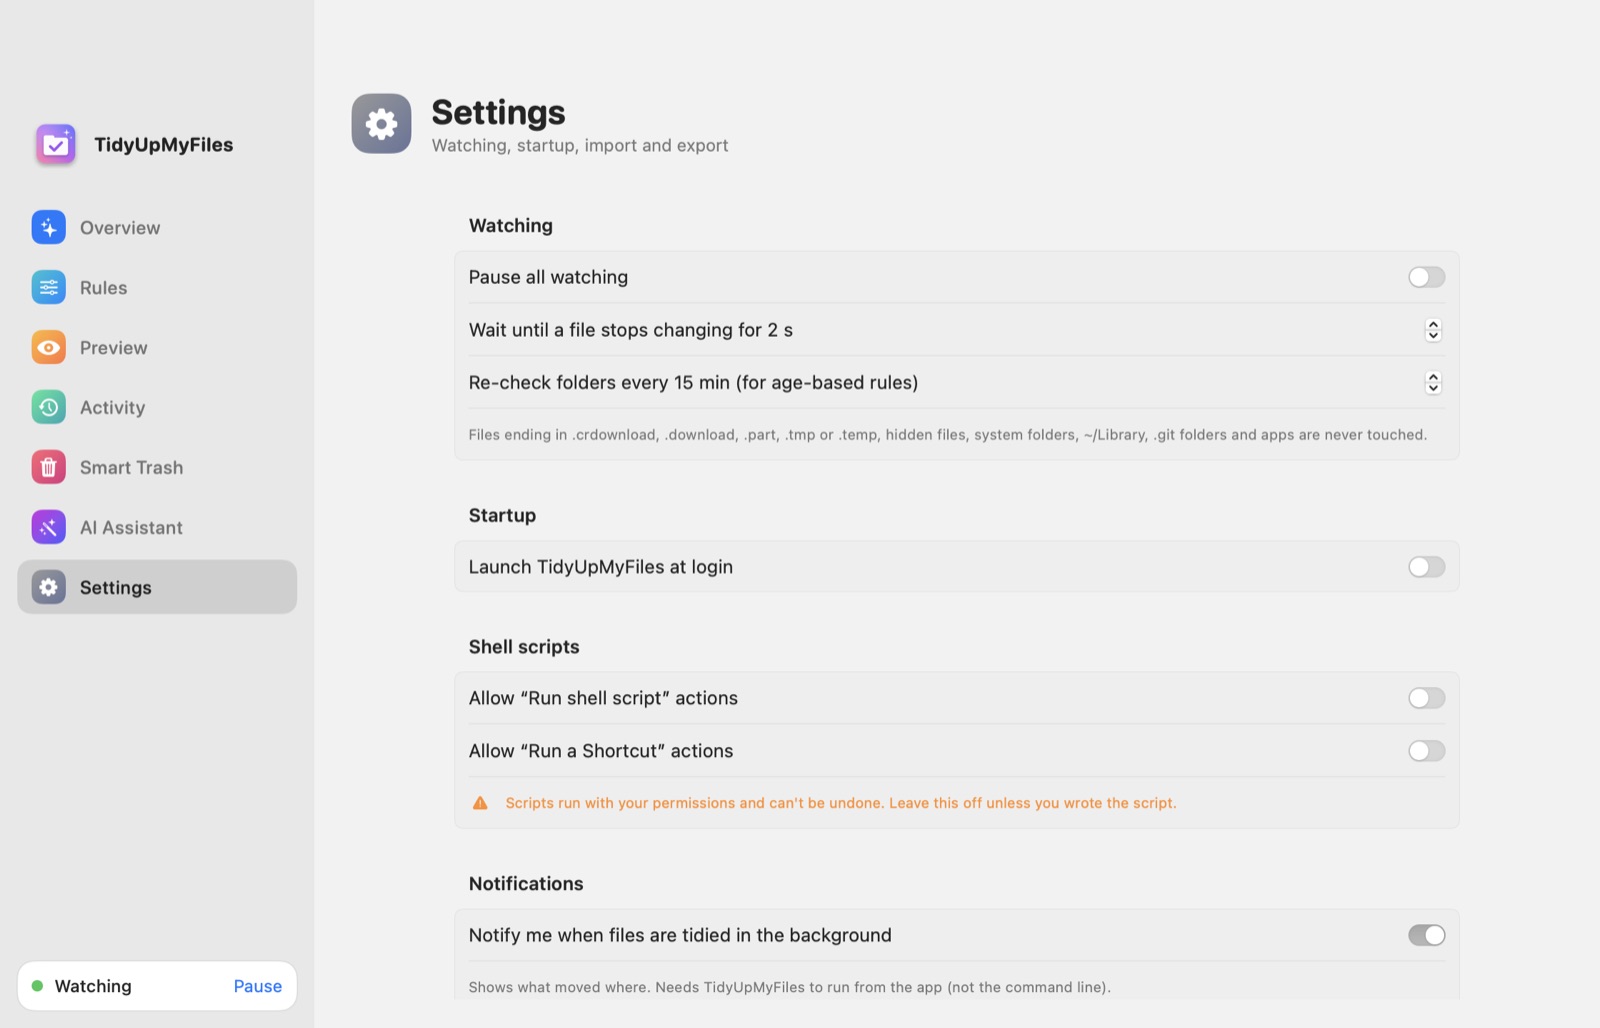 TidyUpMyFiles
Overview
Rules
Preview
Activity
Smart Trash
AI Assistant
Settings
Watching
Pause
Settings
Watching, startup, import and export
Watching
Pause all watching
Wait until a file stops changing for 2 s
Re-check folders every 15 min (for age-based rules)
Files ending in .crdownload, .download, .part, .tmp or .temp, hidden files, system folders, ~/Library, .git folders and apps are never touched.
Startup
Launch TidyUpMyFiles at login
Shell scripts
Allow “Run shell script” actions
Allow “Run a Shortcut” actions
Scripts run with your permissions and can't be undone. Leave this off unless you wrote the script.
Notifications
Notify me when files are tidied in the background
Shows what moved where. Needs TidyUpMyFiles to run from the app (not the command line).